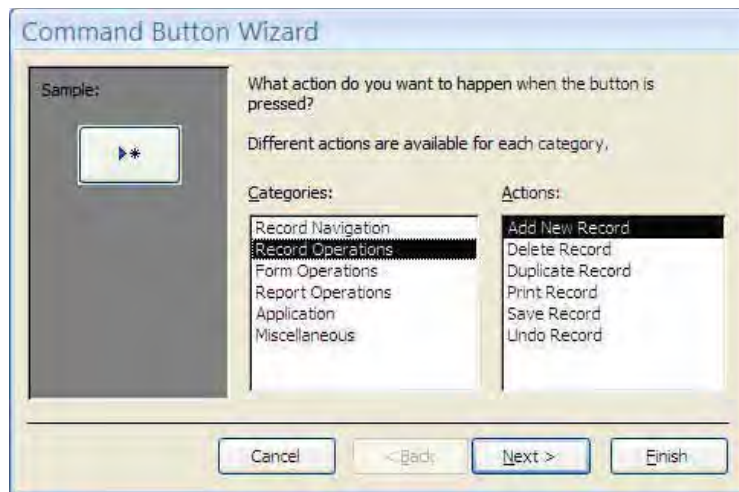 Command Button Wizard
Sample:
What action do you want to happen when the button is
pressed?
Different actions are available for each category.
Categories:
Record Navigation
Record Operations
Form Operations
Report Operations
Application
Miscellaneous
Actions:
Add New Record
Delete Record
Duplicate Record
Print Record
Save Record
Undo Record
Cancel
< Back
Next >
Finish